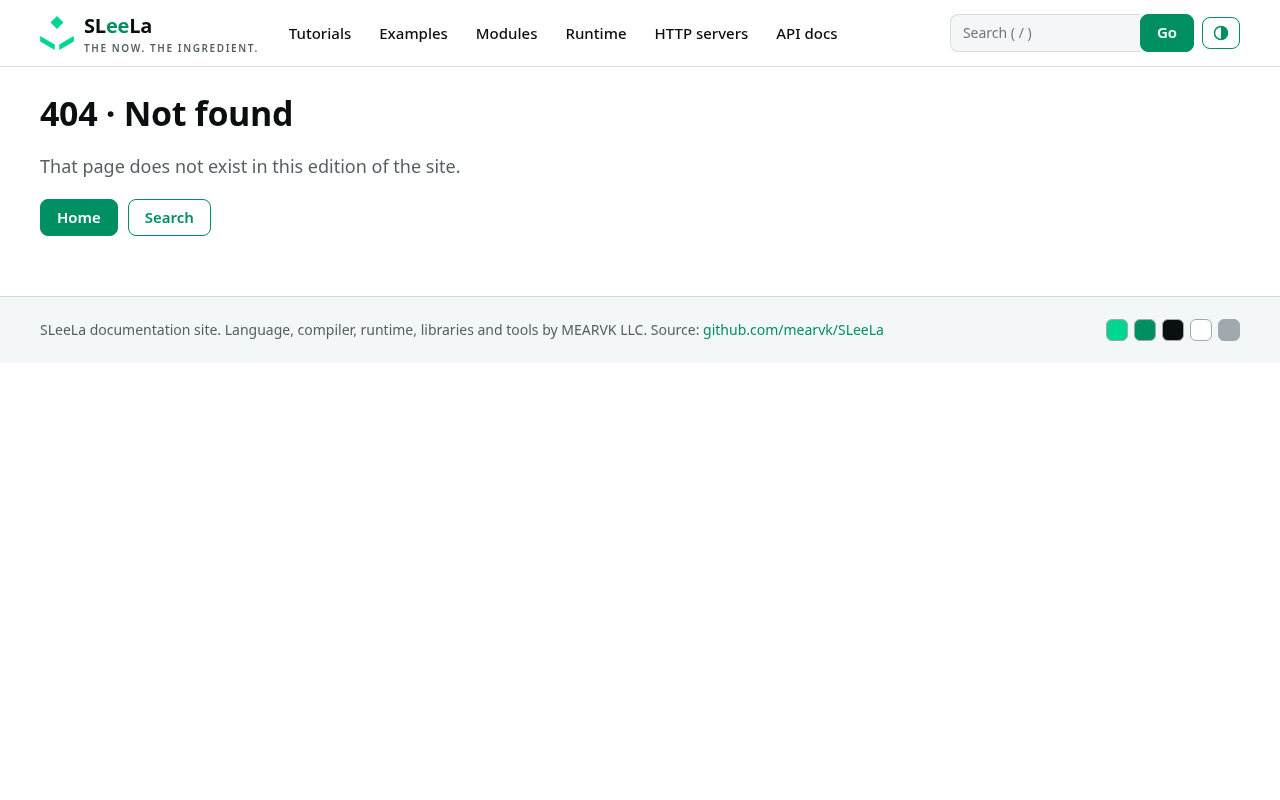 SLeeLa
THE NOW. THE INGREDIENT.
Tutorials
Examples
Modules
Runtime
HTTP servers
API docs
Search ( / )
Go
404 · Not found
That page does not exist in this edition of the site.
Home
Search
SLeeLa documentation site. Language, compiler, runtime, libraries and tools by MEARVK LLC. Source: github.com/mearvk/SLeeLa